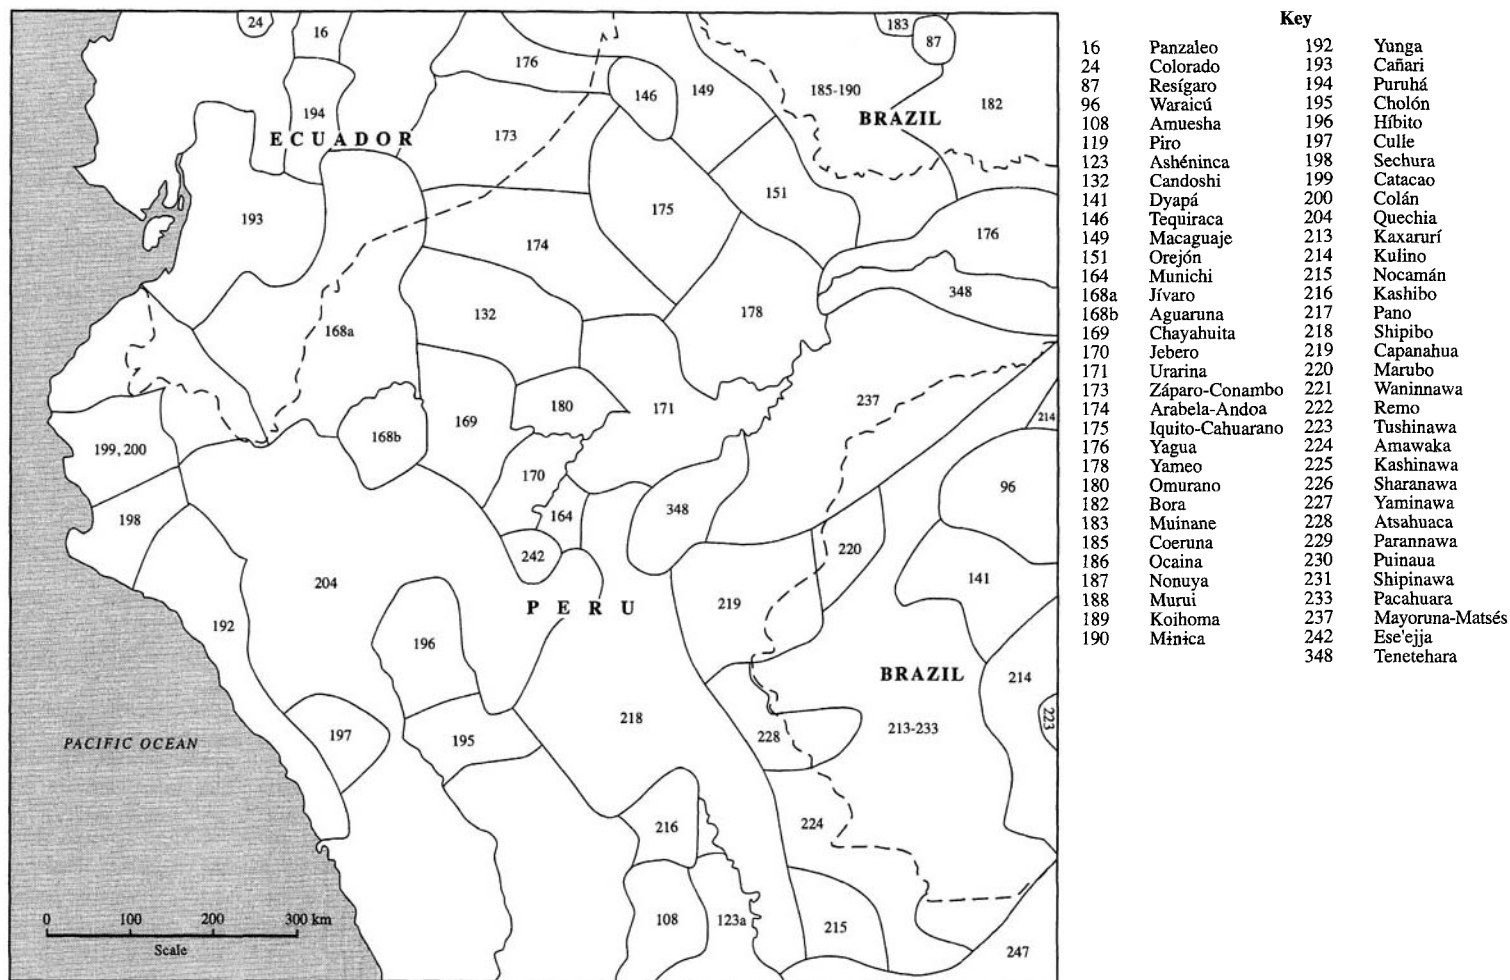 24
16
183
87
176
146
149
185-190
182
BRAZIL
194
173
ECUADOR
151
193
175
176
174
348
132
178
168a
237
180
171
214
169
168b
199, 200
170
96
348
164
198
220
242
141
204
219
PERU
192
196
BRAZIL
214
218
223
197
195
228
213-233
PACIFIC OCEAN
216
224
108
123a
215
247
0 100 200 300 km
Scale
Key
16 Panzaleo 192 Yunga
24 Colorado 193 Cañari
87 Resígaro 194 Puruhá
96 Waraicú 195 Cholón
108 Amuesha 196 Híbito
119 Piro 197 Culle
123 Ashéninca 198 Sechura
132 Candoshi 199 Catacao
141 Dyapá 200 Colán
146 Tequiraca 204 Quechia
149 Macaguaje 213 Kaxarurí
151 Orejón 214 Kulino
164 Munichi 215 Nocamán
168a Jívaro 216 Kashibo
168b Aguaruna 217 Pano
169 Chayahuita 218 Shipibo
170 Jebero 219 Capanahua
171 Urarina 220 Marubo
173 Záparo-Conambo 221 Waninnawa
174 Arabela-Andoa 222 Remo
175 Iquito-Cahuarano 223 Tushinawa
176 Yagua 224 Amawaka
178 Yameo 225 Kashinawa
180 Omurano 226 Sharanawa
182 Bora 227 Yaminawa
183 Muinane 228 Atsahuaca
185 Coeruna 229 Parannawa
186 Ocaina 230 Puinaua
187 Nonuya 231 Shipinawa
188 Murui 233 Pacahuara
189 Koihoma 237 Mayoruna-Matsés
190 Mɨnɨca 242 Ese'ejja
348 Tenetehara